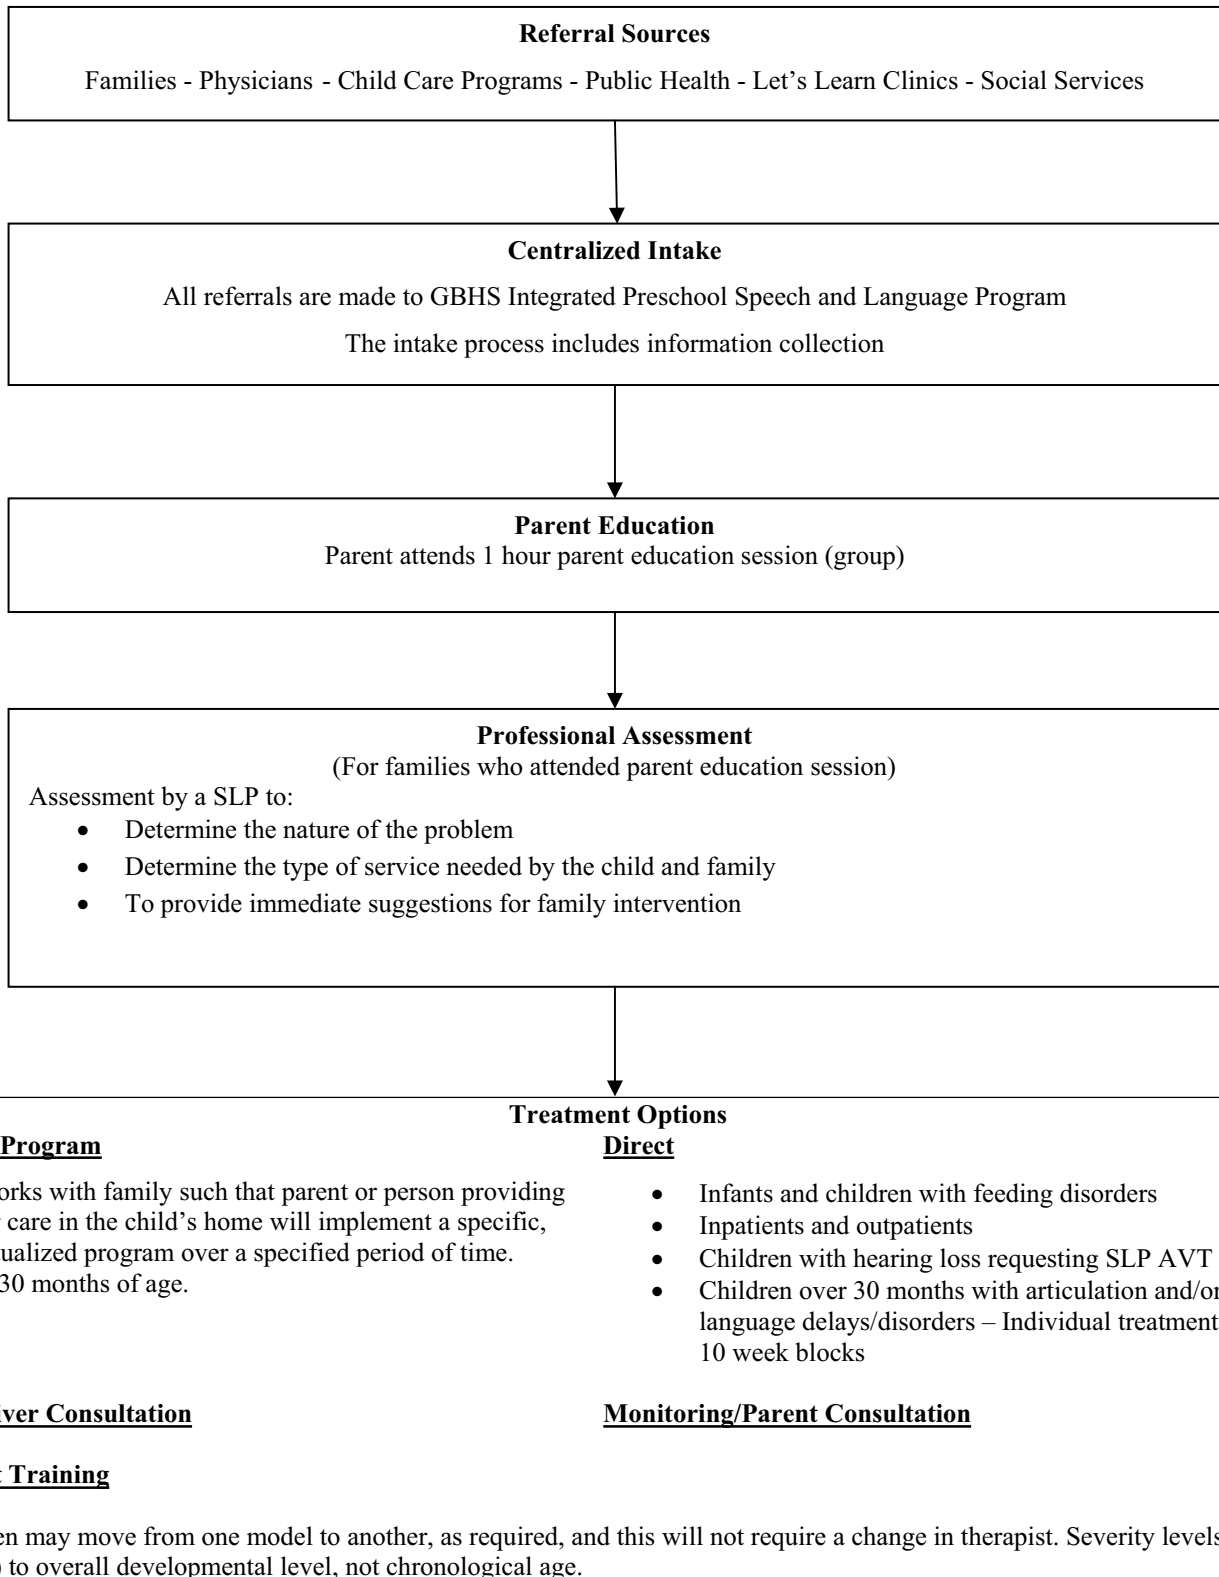 Referral Sources
Families - Physicians - Child Care Programs - Public Health - Let’s Learn Clinics - Social Services
Centralized Intake
All referrals are made to GBHS Integrated Preschool Speech and Language Program
The intake process includes information collection
Parent Education
Parent attends 1 hour parent education session (group)
Professional Assessment
(For families who attended parent education session)
Assessment by a SLP to:
• Determine the nature of the problem
• Determine the type of service needed by the child and family
• To provide immediate suggestions for family intervention
Treatment Options
Program
orks with family such that parent or person providing
care in the child’s home will implement a specific,
tualized program over a specified period of time.
30 months of age.
Direct
• Infants and children with feeding disorders
• Inpatients and outpatients
• Children with hearing loss requesting SLP AVT
• Children over 30 months with articulation and/or
language delays/disorders – Individual treatment
10 week blocks
iver Consultation
Monitoring/Parent Consultation
t Training
en may move from one model to another, as required, and this will not require a change in therapist. Severity levels
) to overall developmental level, not chronological age.